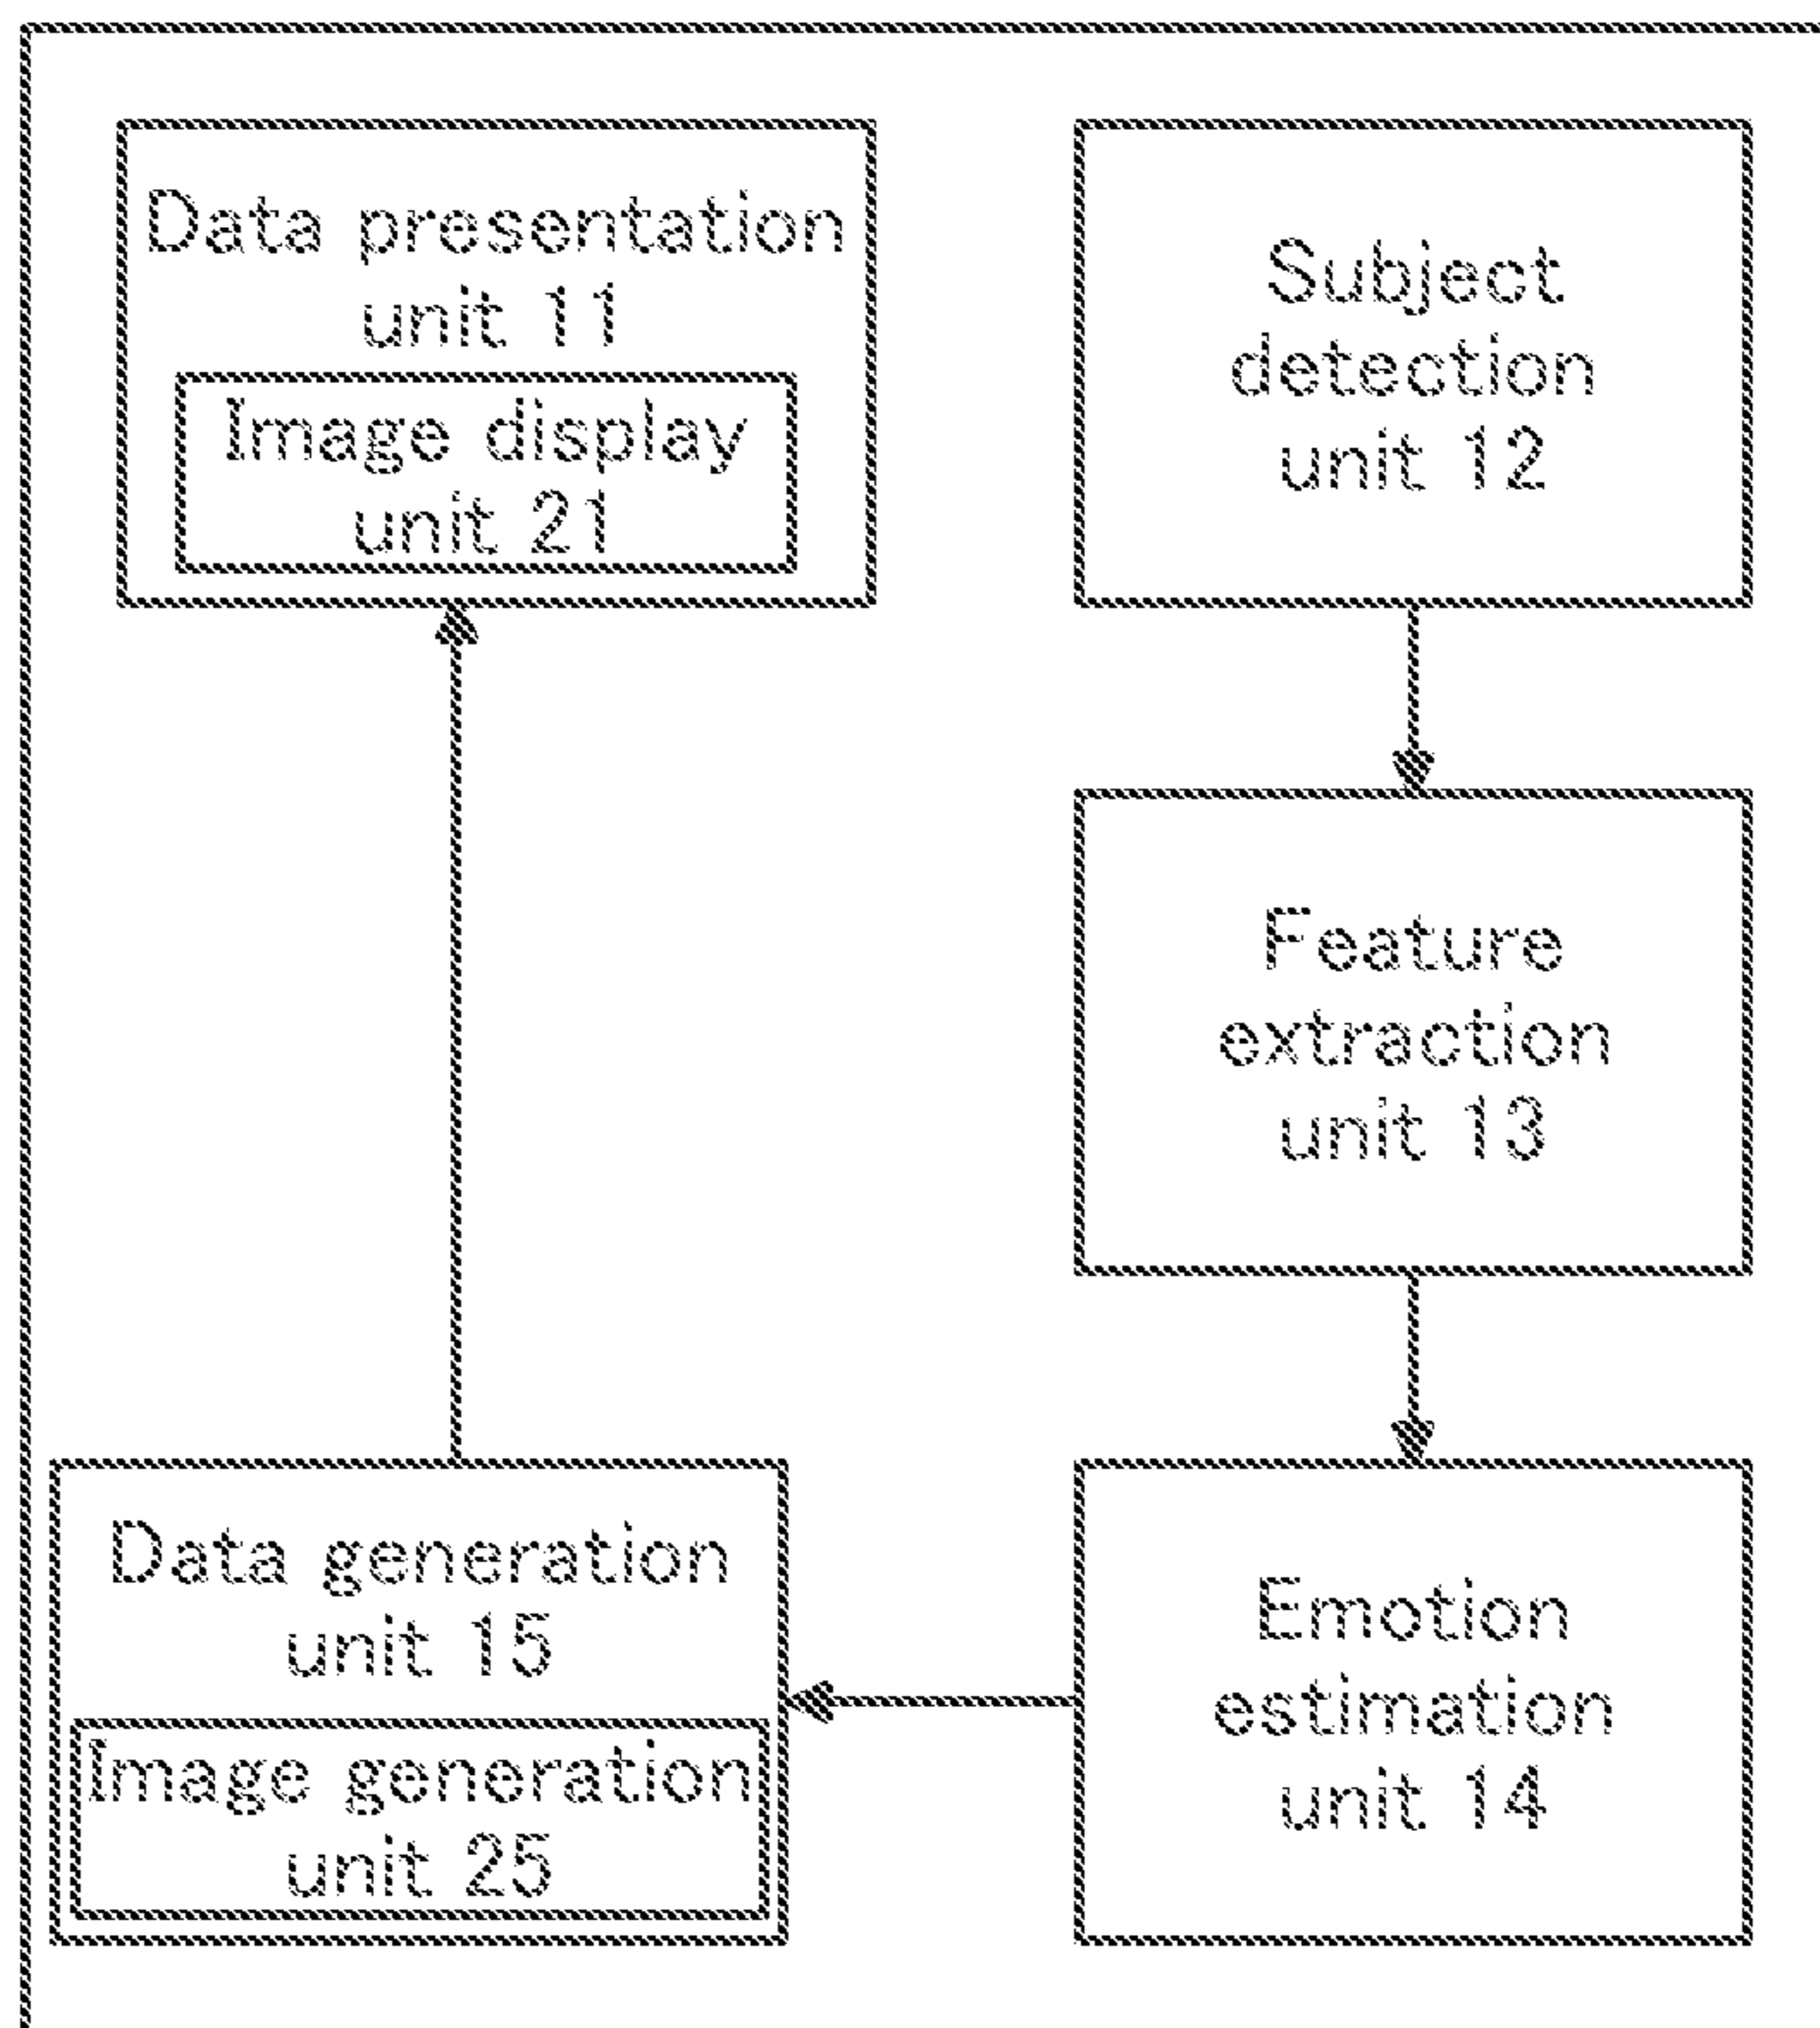 Data presentation
unit 11
Image display
unit 21
Subject
detection
unit 12
Feature
extraction
unit 13
Data generation
unit 15
Image generation
unit 25
Emotion
estimation
unit 14